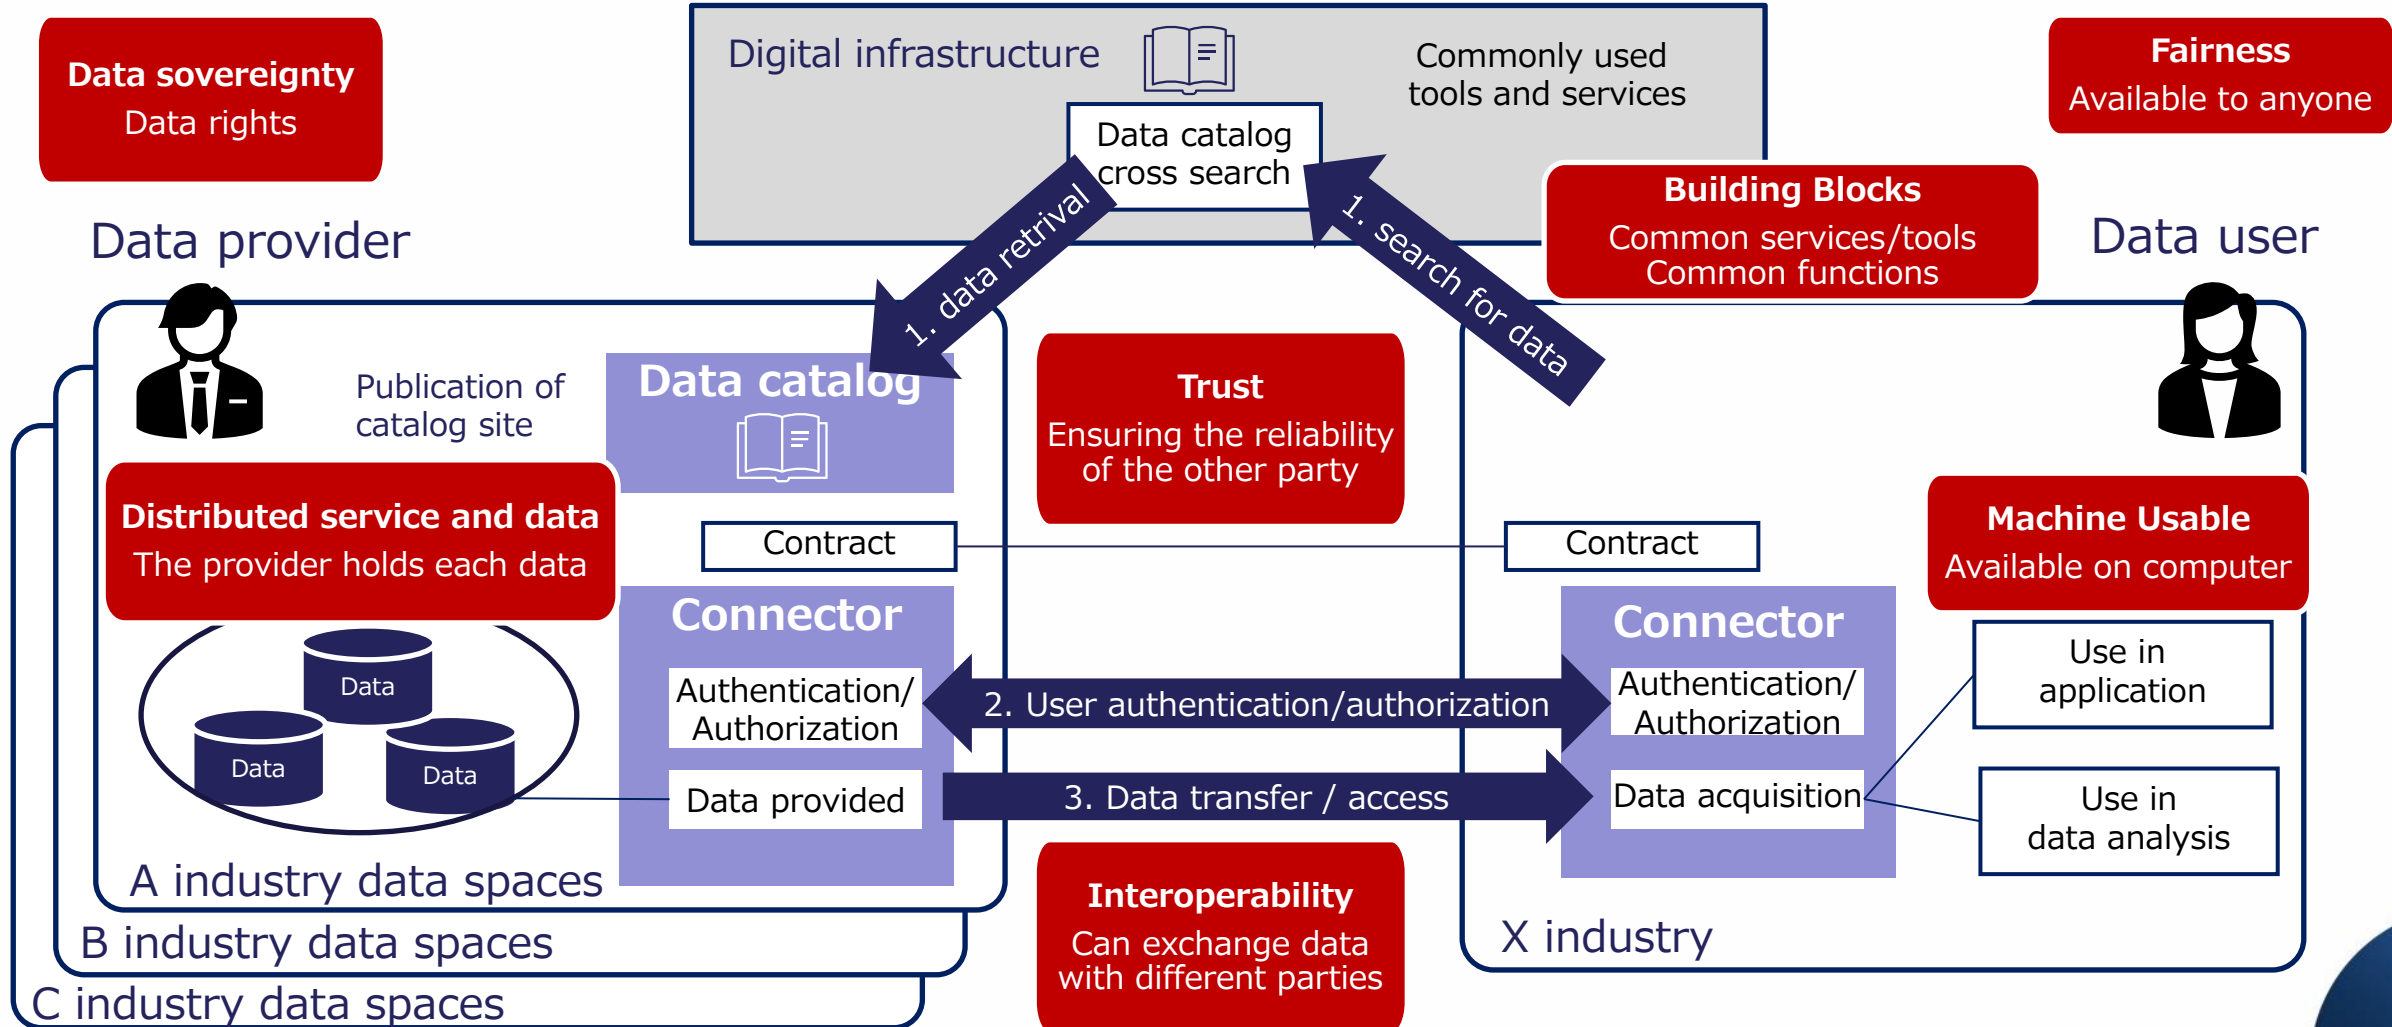 Data sovereignty
Data rights
Digital infrastructure
Commonly used
tools and services
Data catalog
cross search
Fairness
Available to anyone
Building Blocks
Common services/tools
Common functions
Data provider
Data user
1. data retrival
1. search for data
Publication of
catalog site
Data catalog
Trust
Ensuring the reliability
of the other party
Distributed service and data
The provider holds each data
Machine Usable
Available on computer
Contract
Contract
Connector
Connector
Authentication/
Authorization
2. User authentication/authorization
Authentication/
Authorization
Use in
application
Data
Data
Data
Data provided
3. Data transfer / access
Data acquisition
Use in
data analysis
A industry data spaces
B industry data spaces
C industry data spaces
Interoperability
Can exchange data
with different parties
X industry